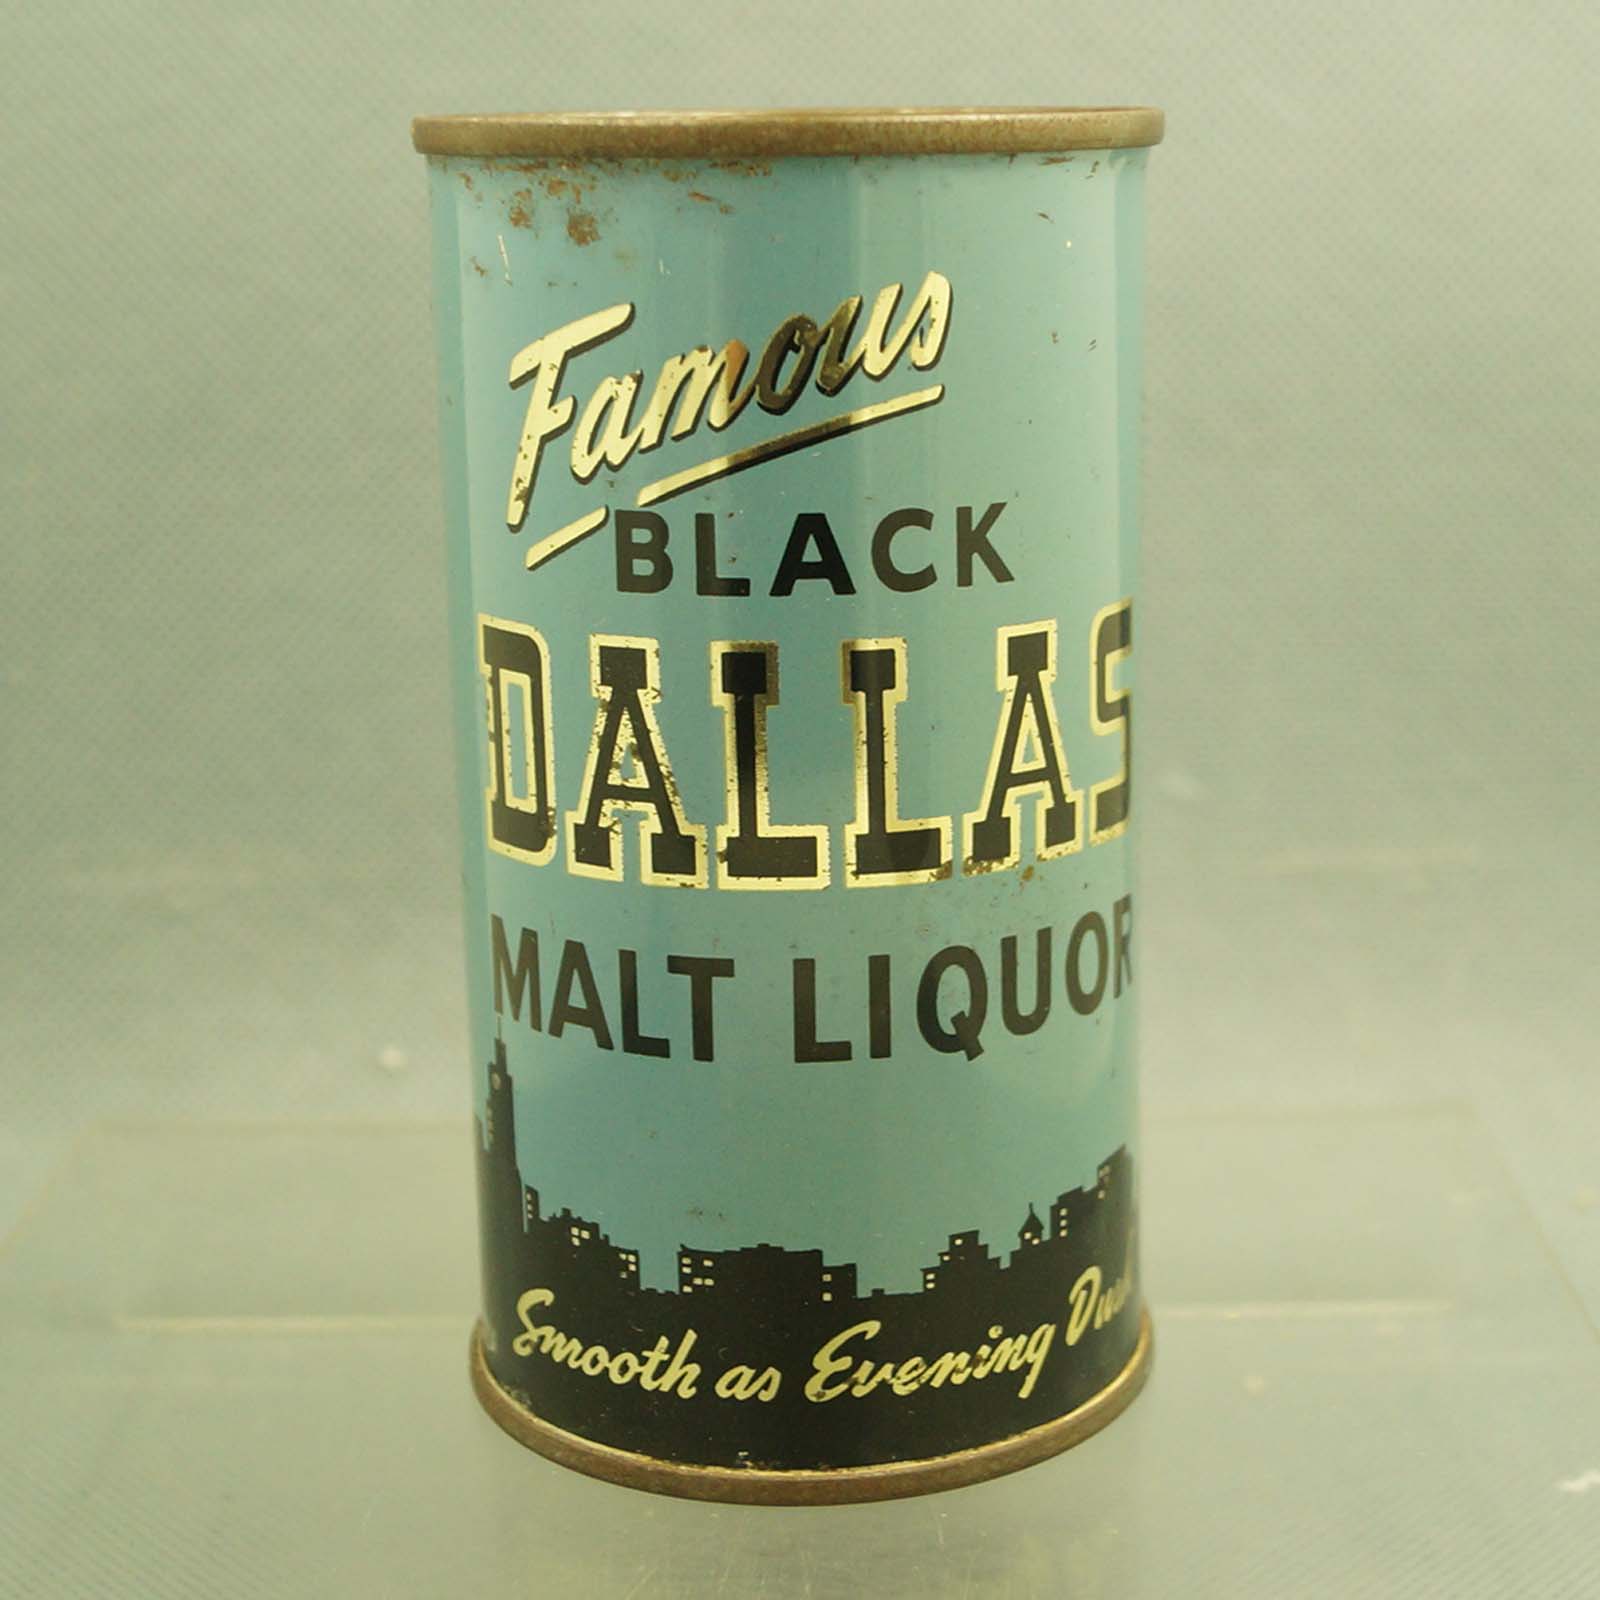 Famous
BLACK
DALLAS
MALT LIQUOR
Smooth as Evening